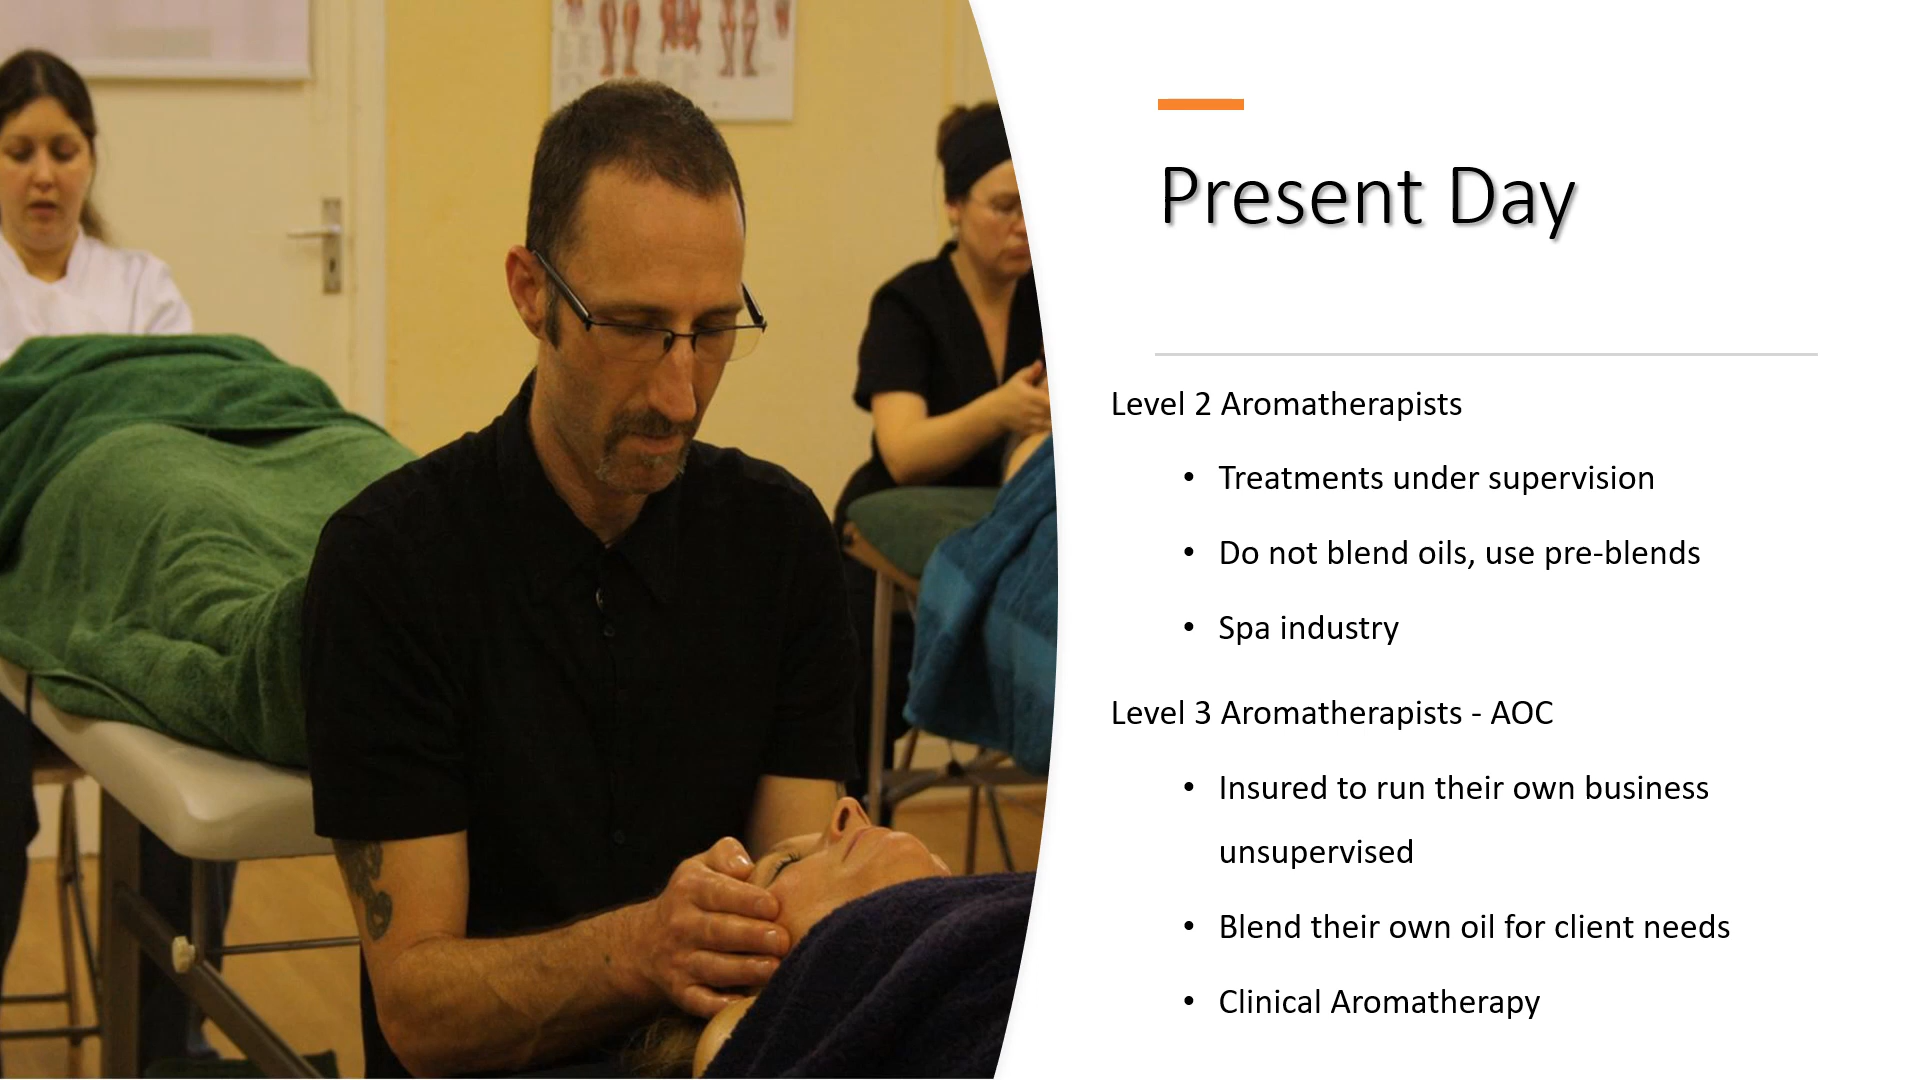 Present Day
Level 2 Aromatherapists
• Treatments under supervision
• Do not blend oils, use pre-blends
• Spa industry
Level 3 Aromatherapists - AOC
• Insured to run their own business
unsupervised
• Blend their own oil for client needs
• Clinical Aromatherapy